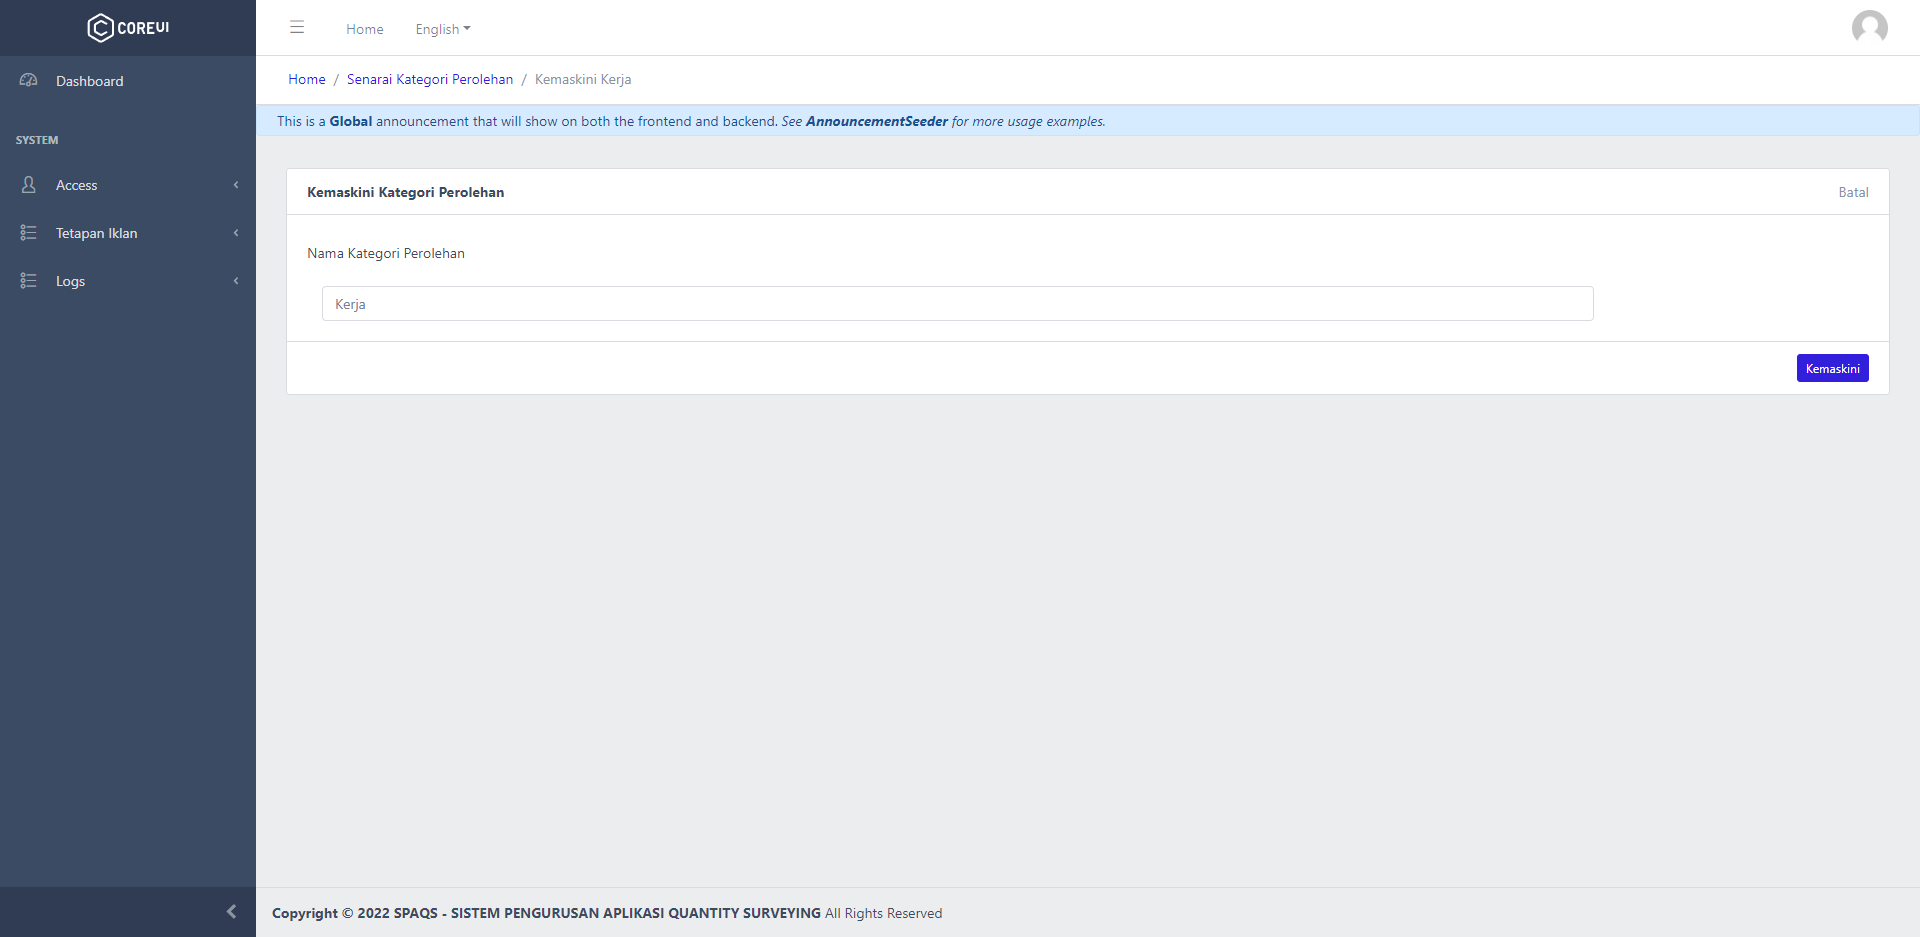 COREUI
Home
English
Dashboard
SYSTEM
Access
Tetapan Iklan
Logs
Home / Senarai Kategori Perolehan / Kemaskini Kerja
This is a Global announcement that will show on both the frontend and backend. See AnnouncementSeeder for more usage examples.
Kemaskini Kategori Perolehan
Batal
Nama Kategori Perolehan
Kerja
Kemaskini
Copyright © 2022 SPAQS - SISTEM PENGURUSAN APLIKASI QUANTITY SURVEYING All Rights Reserved